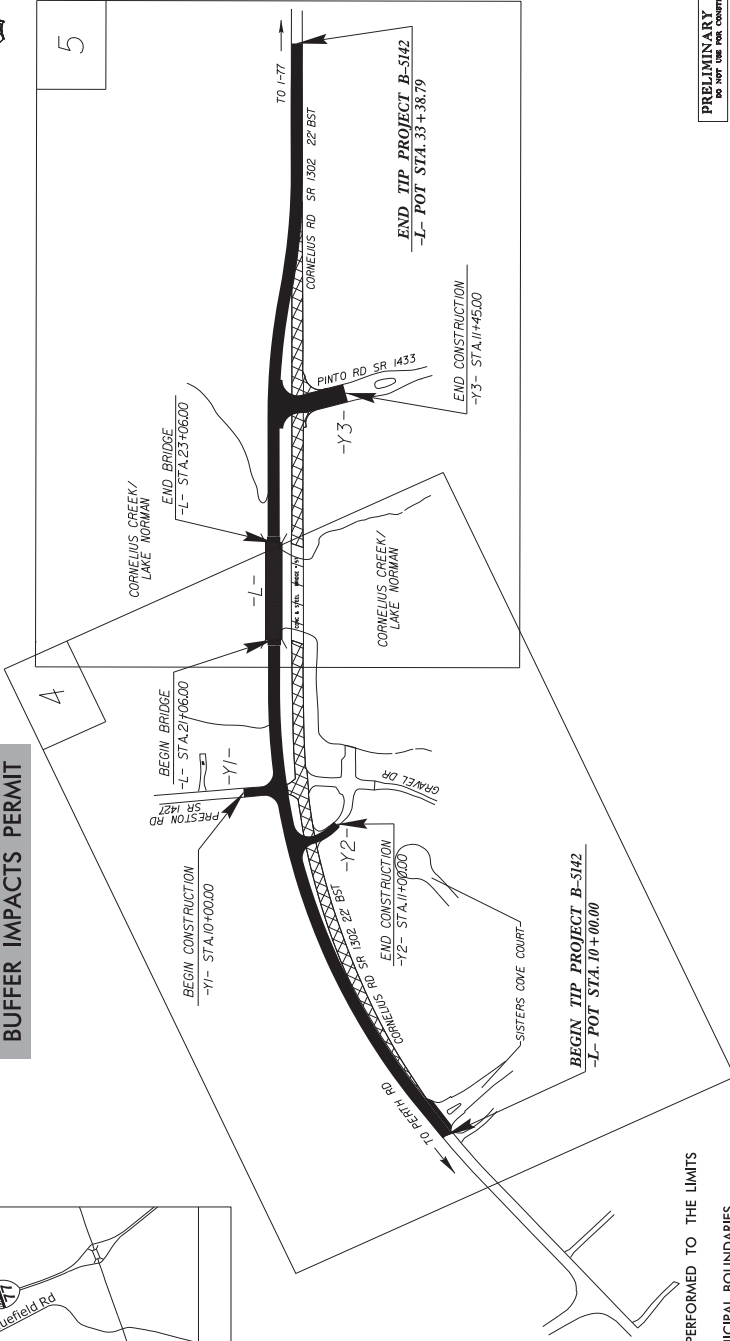 5
TO I-77
CORNELIUS RD SR 1302 22' BST
END TIP PROJECT B-5142
-L- POT STA. 33 + 38.79
PRELIMINARY
END CONSTRUCTION
-Y3- STA.11+45.00
PINTO RD SR 1433
-Y3-
END BRIDGE
-L- STA.23+06.00
CORNELIUS CREEK/
LAKE NORMAN
-L-
CORNELIUS CREEK/
LAKE NORMAN
4
BEGIN BRIDGE
-L- STA.21+06.00
-Y1-
PRESTON RD
SR 1427
GRAVEL DR
-Y2-
END CONSTRUCTION
-Y2- STA.11+00.00
BEGIN CONSTRUCTION
-Y1- STA.10+00.00
BUFFER IMPACTS PERMIT
CORNELIUS RD SR 1302 22' BST
SISTERS COVE COURT
BEGIN TIP PROJECT B-5142
-L- POT STA. 10 + 00.00
TO PERTH RD
77
uefield Rd
PERFORMED TO THE LIMITS
ICIPAL BOUNDARIES